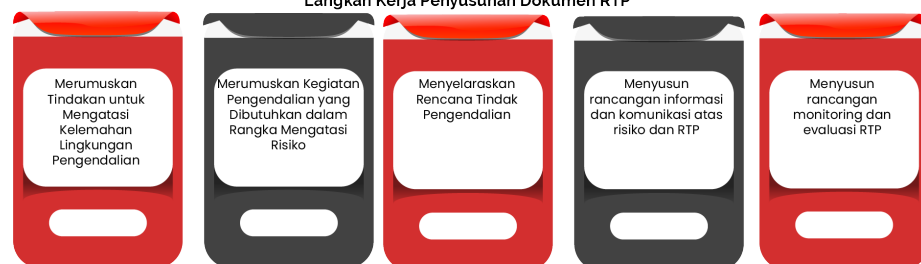 Langkah Kerja Penyusunan Dokumen RTP
Merumuskan
Tindakan untuk
Mengatasi
Kelemahan
Lingkungan
Pengendalian
Merumuskan Kegiatan
Pengendalian yang
Dibutuhkan dalam
Rangka Mengatasi
Risiko
Menyelaraskan
Rencana Tindak
Pengendalian
Menyusun
rancangan informasi
dan komunikasi atas
risiko dan RTP
Menyusun
rancangan
monitoring dan
evaluasi RTP